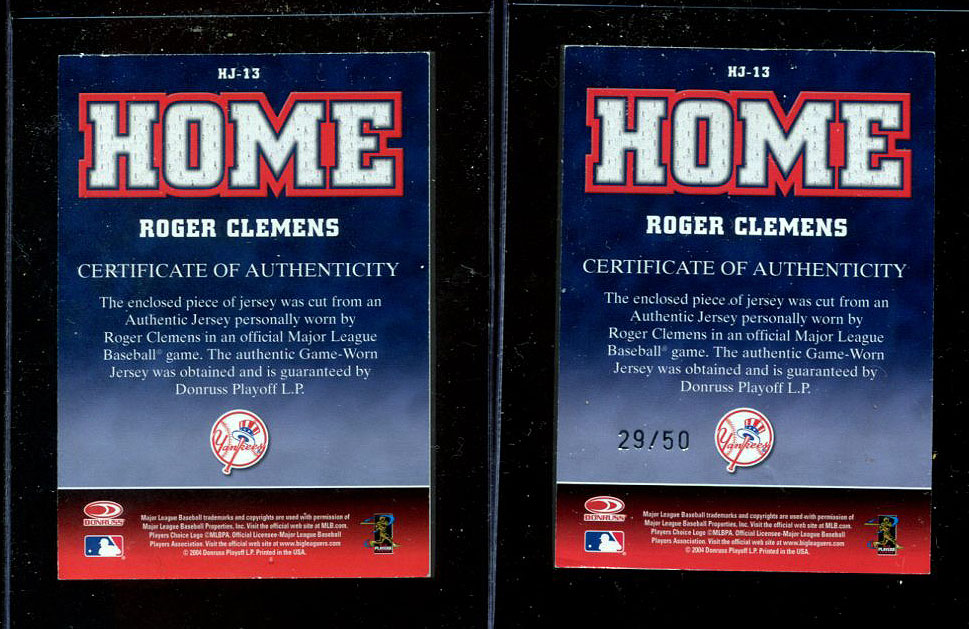 HJ-13
HOME
ROGER CLEMENS
CERTIFICATE OF AUTHENTICITY
The enclosed piece of jersey was cut from an
Authentic Jersey personally worn by
Roger Clemens in an official Major League
Baseball® game. The authentic Game-Worn
Jersey was obtained and is guaranteed by
Donruss Playoff L.P.
Yankees
DONRUSS
Major League Baseball trademarks and copyrights are used with permission of
Major League Baseball Properties, Inc. Visit the official web site at MLB.com.
Players Choice Logo ©MLBPA. Official Licensee-Major League Baseball
Players Association. Visit the official web site at www.bigleaguers.com
© 2004 Donruss Playoff L.P. Printed in the USA.
PLAYERS
HJ-13
HOME
ROGER CLEMENS
CERTIFICATE OF AUTHENTICITY
The enclosed piece of jersey was cut from an
Authentic Jersey personally worn by
Roger Clemens in an official Major League
Baseball® game. The authentic Game-Worn
Jersey was obtained and is guaranteed by
Donruss Playoff L.P.
29/50
Yankees
DONRUSS
Major League Baseball trademarks and copyrights are used with permission of
Major League Baseball Properties, Inc. Visit the official web site at MLB.com.
Players Choice Logo ©MLBPA. Official Licensee-Major League Baseball
Players Association. Visit the official web site at www.bigleaguers.com
© 2004 Donruss Playoff L.P. Printed in the USA.
PLAYERS